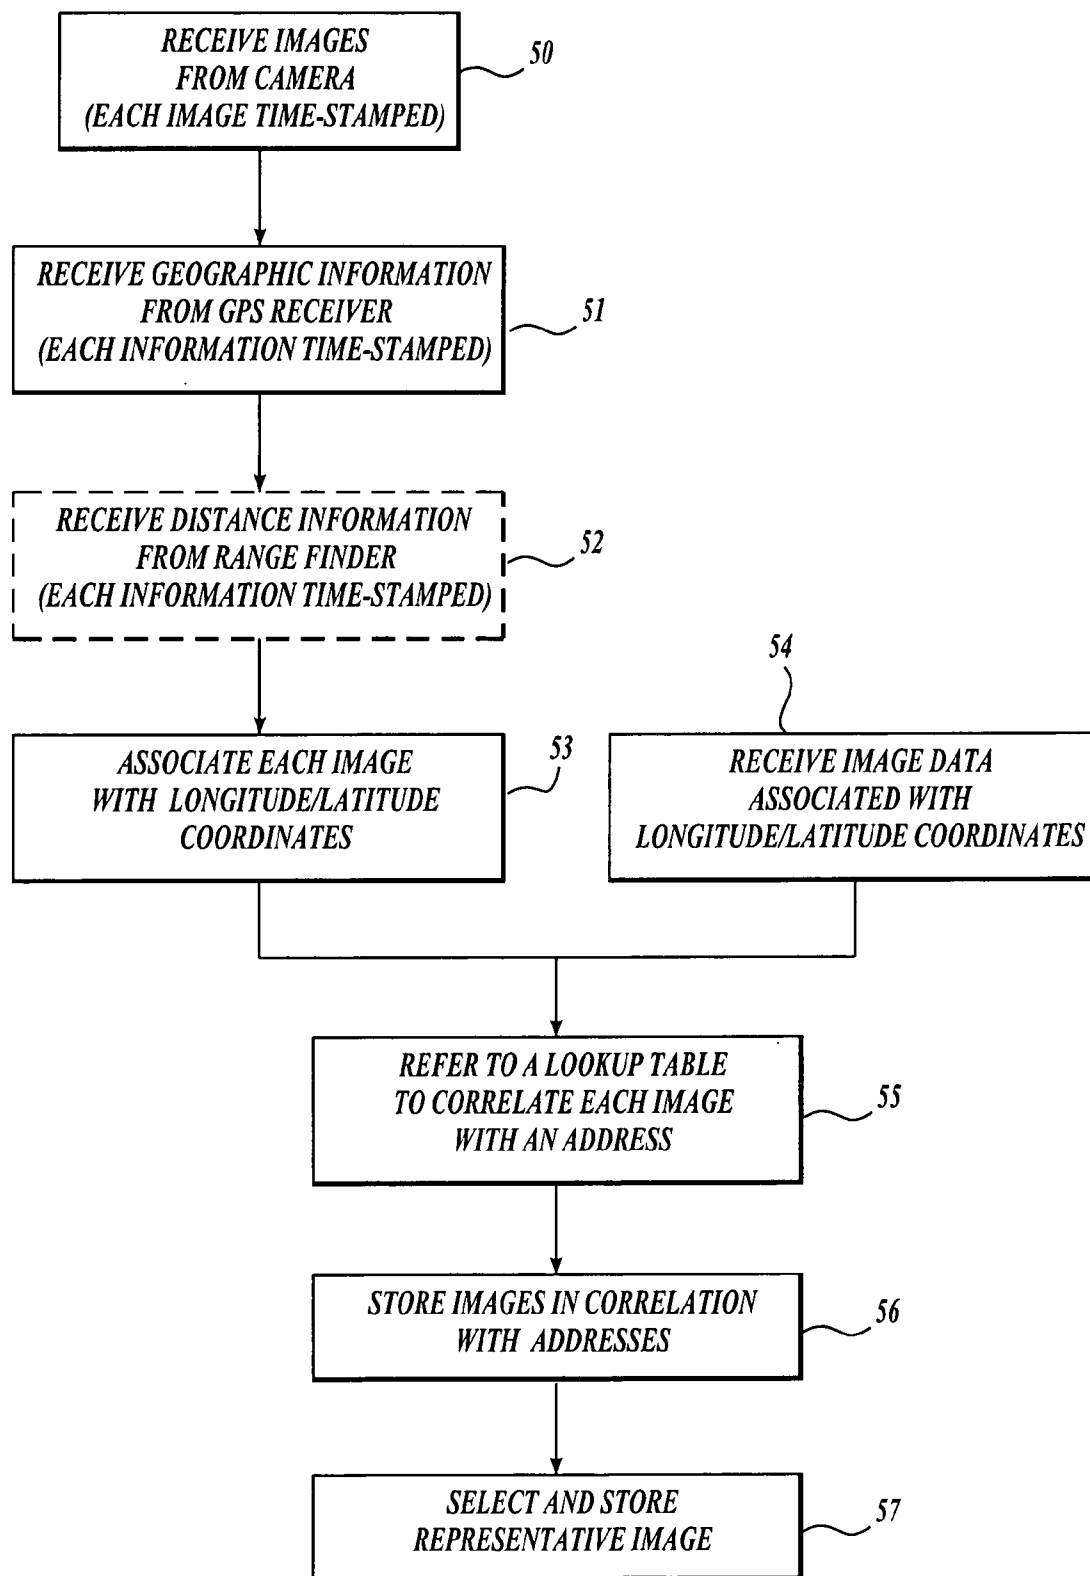 RECEIVE IMAGES
FROM CAMERA
(EACH IMAGE TIME-STAMPED)
50
RECEIVE GEOGRAPHIC INFORMATION
FROM GPS RECEIVER
(EACH INFORMATION TIME-STAMPED)
51
RECEIVE DISTANCE INFORMATION
FROM RANGE FINDER
(EACH INFORMATION TIME-STAMPED)
52
ASSOCIATE EACH IMAGE
WITH LONGITUDE/LATITUDE
COORDINATES
53
54
RECEIVE IMAGE DATA
ASSOCIATED WITH
LONGITUDE/LATITUDE COORDINATES
REFER TO A LOOKUP TABLE
TO CORRELATE EACH IMAGE
WITH AN ADDRESS
55
STORE IMAGES IN CORRELATION
WITH ADDRESSES
56
SELECT AND STORE
REPRESENTATIVE IMAGE
57